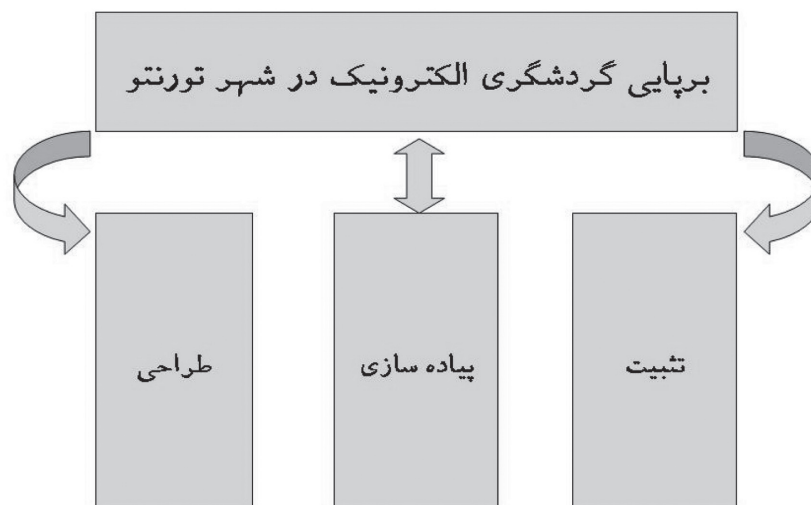 برپایی گردشگری الکترونیک در شهر تورنتو
تثبیت
پیاده سازی
طراحی